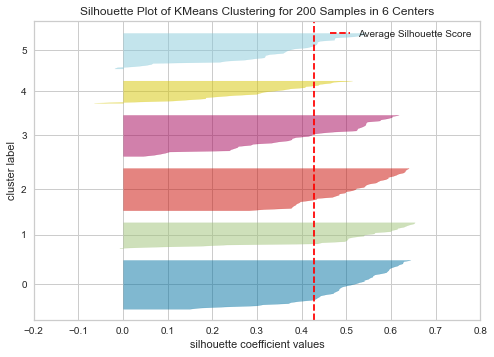 Silhouette Plot of KMeans Clustering for 200 Samples in 6 Centers
Average Silhouette Score
cluster label
5
4
3
2
1
0
−0.2 −0.1 0.0 0.1 0.2 0.3 0.4 0.5 0.6 0.7 0.8
silhouette coefficient values